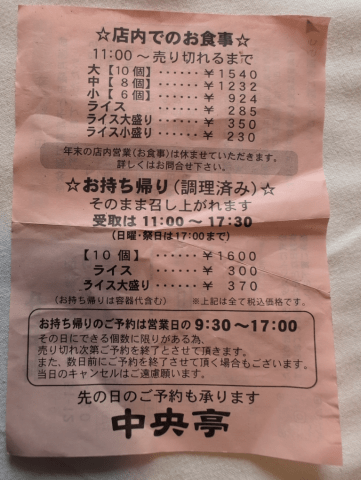 ☆店内でのお食事☆
11:00～売り切れるまで
大【10個】‥‥‥￥1540
中【 8個】‥‥‥￥1232
小【 6個】‥‥‥￥ 924
ライス ‥‥‥￥ 285
ライス大盛り‥‥‥￥ 350
ライス小盛り‥‥‥￥ 230
年末の店内営業(お食事)は休ませていただきます。
詳しくはお問合せ下さい。
☆お持ち帰り(調理済み)☆
そのまま召し上がれます
受取は 11:00～17:30
(日曜・祭日は17:00まで)
【10個】‥‥‥‥￥1600
ライス ‥‥‥‥￥ 300
ライス大盛り‥‥‥￥ 370
(お持ち帰りは容器代含む) ※上記は全て税込価格です。
お持ち帰りのご予約は営業日の 9:30～17:00
その日にできる個数に限りがある為、
売り切れ次第ご予約を終了とさせて頂きます。
また、数日前にご予約を終了させて頂く場合もございます。
当日のキャンセルはご遠慮願います。
先の日のご予約も承ります
中央亭